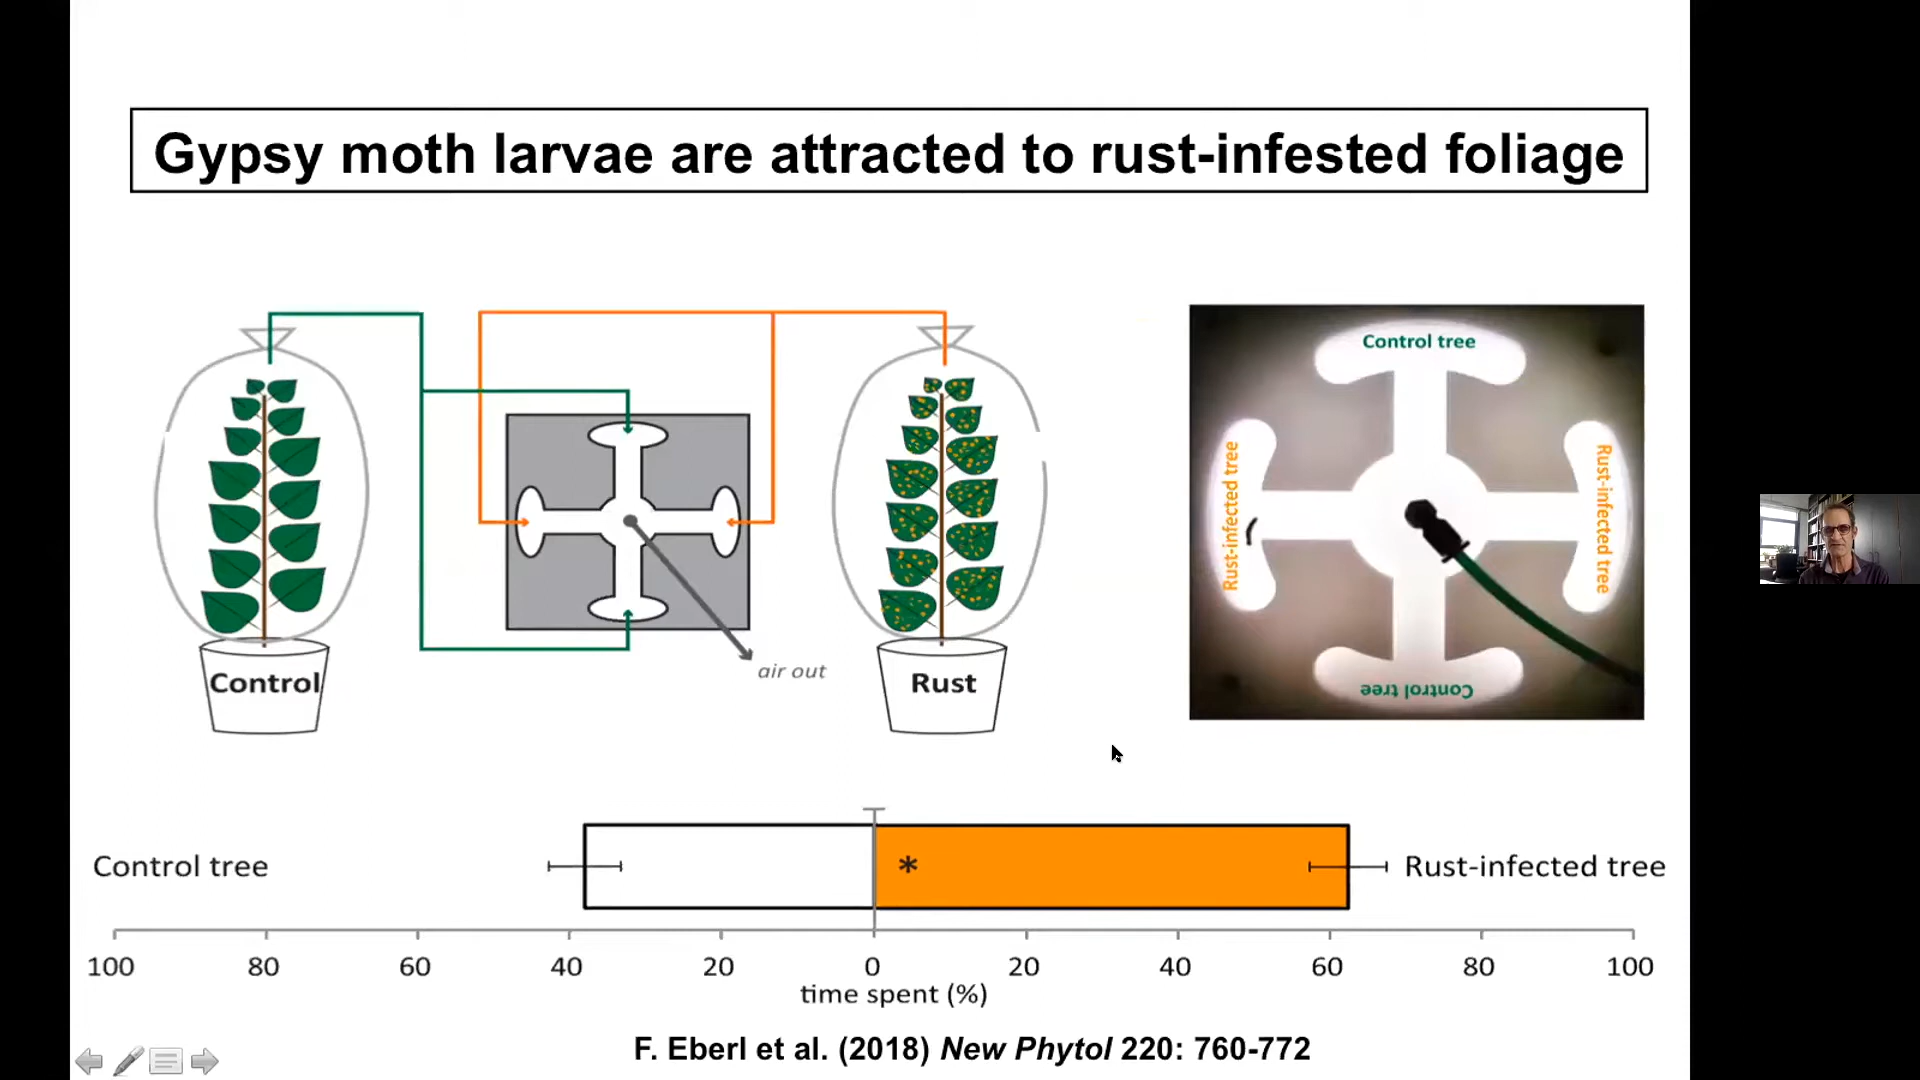 Gypsy moth larvae are attracted to rust-infested foliage
Control
air out
Rust
Control tree
Rust-infected tree
Rust-infected tree
Control tree
Control tree
*
Rust-infected tree
100 80 60 40 20 0 20 40 60 80 100
time spent (%)
F. Eberl et al. (2018) New Phytol 220: 760-772